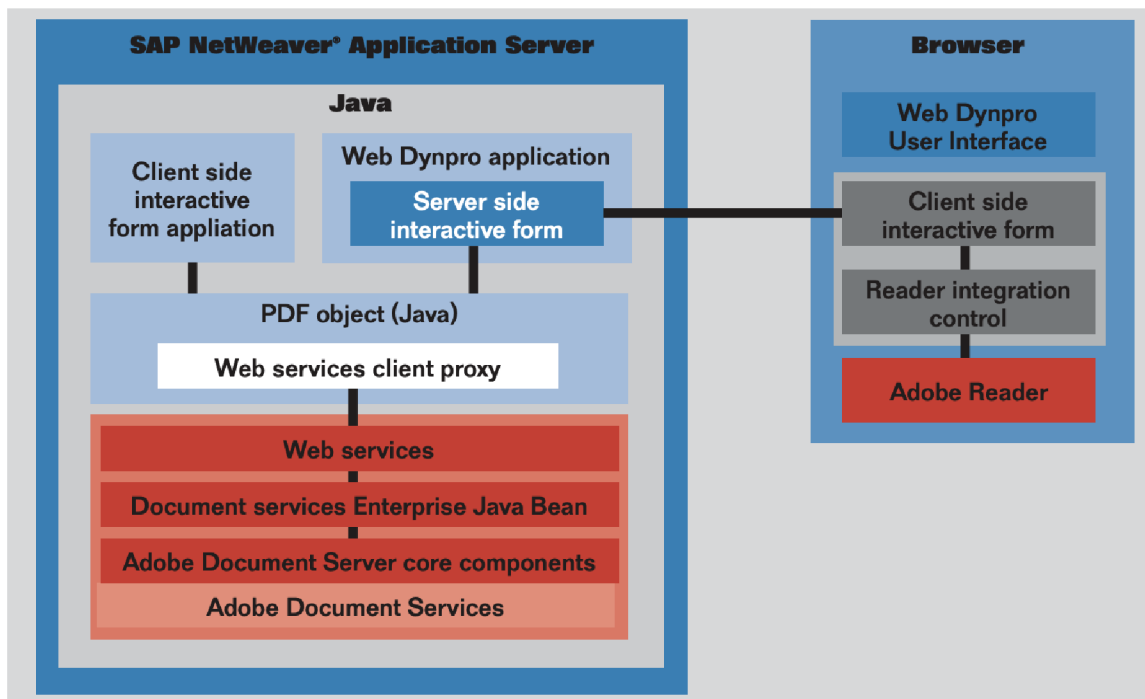 SAP NetWeaver® Application Server
Java
Client side
interactive
form appliation
Web Dynpro application
Server side
interactive form
PDF object (Java)
Web services client proxy
Web services
Document services Enterprise Java Bean
Adobe Document Server core components
Adobe Document Services
Browser
Web Dynpro
User Interface
Client side
interactive form
Reader integration
control
Adobe Reader